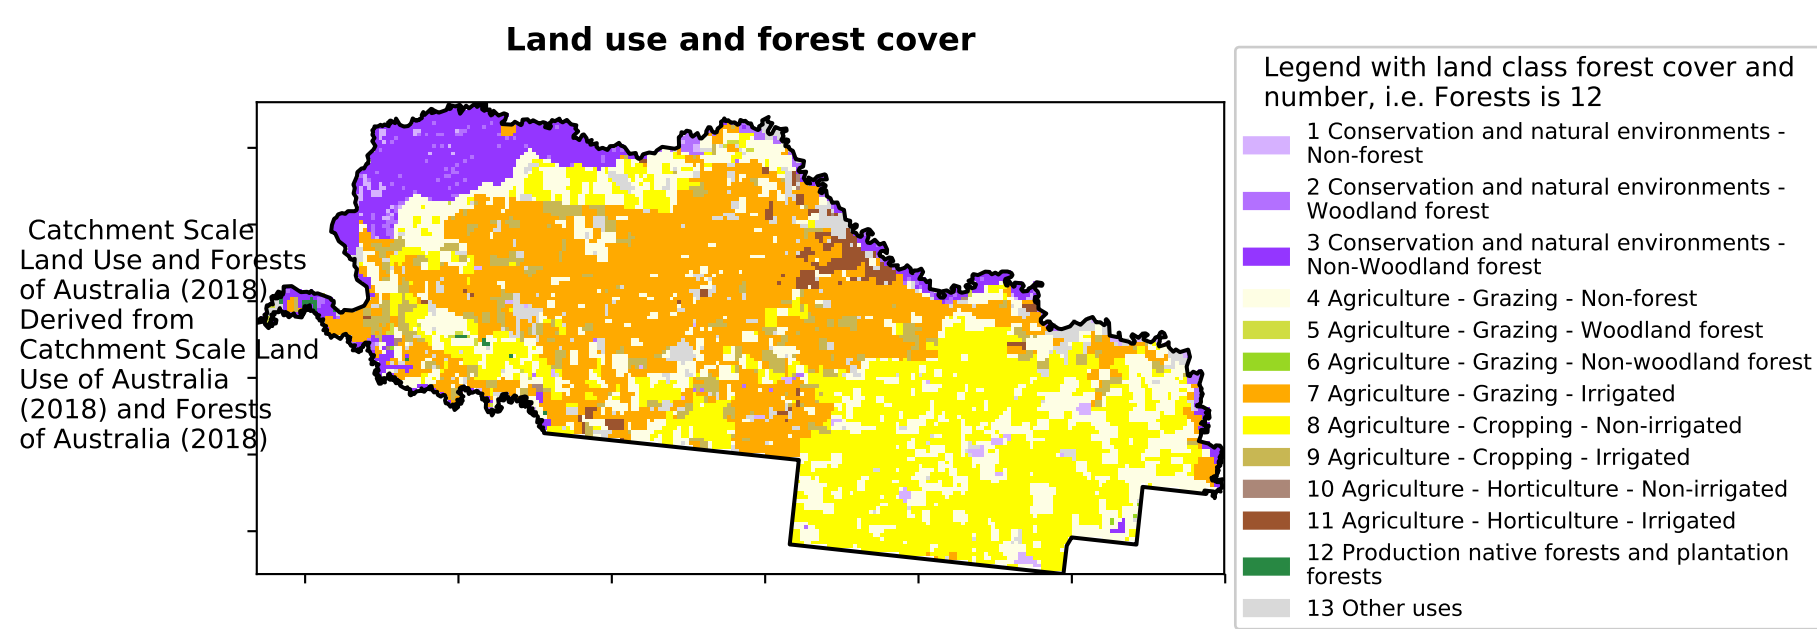 Land use and forest cover
Catchment Scale
Land Use and Forests
of Australia (2018)
Derived from
Catchment Scale Land
Use of Australia
(2018) and Forests
of Australia (2018)
Legend with land class forest cover and
number, i.e. Forests is 12
1 Conservation and natural environments -
Non-forest
2 Conservation and natural environments -
Woodland forest
3 Conservation and natural environments -
Non-Woodland forest
4 Agriculture - Grazing - Non-forest
5 Agriculture - Grazing - Woodland forest
6 Agriculture - Grazing - Non-woodland forest
7 Agriculture - Grazing - Irrigated
8 Agriculture - Cropping - Non-irrigated
9 Agriculture - Cropping - Irrigated
10 Agriculture - Horticulture - Non-irrigated
11 Agriculture - Horticulture - Irrigated
12 Production native forests and plantation
forests
13 Other uses